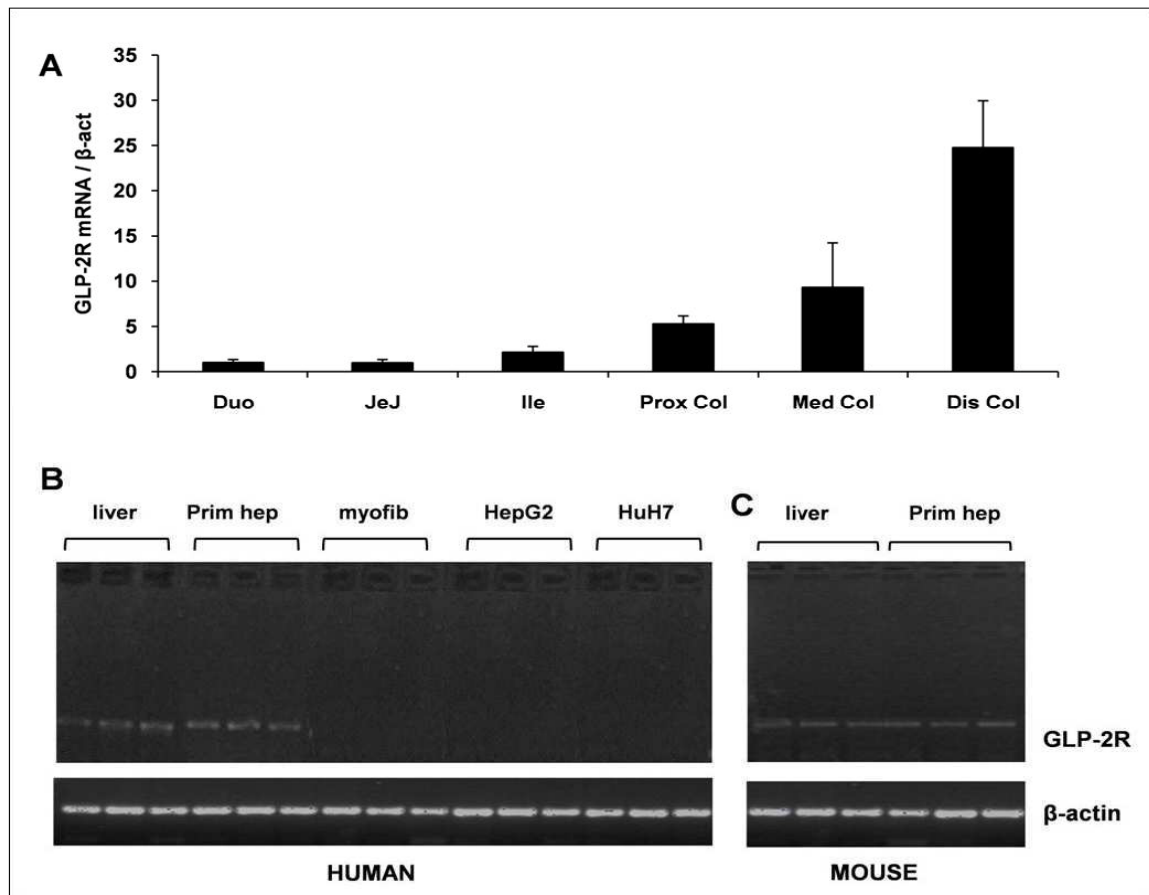 A
GLP-2R mRNA / β-act
35
30
25
20
15
10
5
0
Duo JeJ Ile Prox Col Med Col Dis Col
B
liver Prim hep myofib HepG2 HuH7
C
liver Prim hep
GLP-2R
β-actin
HUMAN
MOUSE